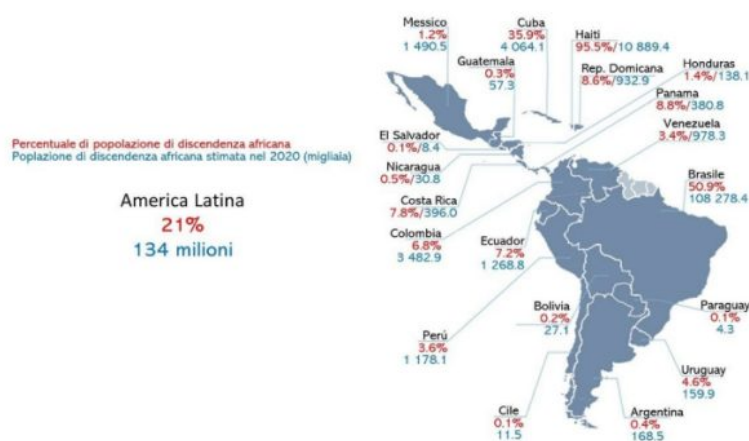 Messico
1.2%
1 490.5
Cuba
35.9%
4 064.1
Haiti
95.5%/10 889.4
Guatemala
0.3%
57.3
Rep. Domicana
8.6%/932.9
Honduras
1.4%/138.1
Panama
8.8%/380.8
Venezuela
3.4%/978.3
Percentuale di popolazione di discendenza africana
Poplazione di discendenza africana stimata nel 2020 (migliaia)
America Latina
21%
134 milioni
El Salvador
0.1%/8.4
Nicaragua
0.5%/30.8
Costa Rica
7.8%/396.0
Colombia
6.8%
3 482.9
Ecuador
7.2%
1 268.8
Brasile
50.9%
108 278.4
Bolivia
0.2%
27.1
Paraguay
0.1%
4.3
Perú
3.6%
1 178.1
Uruguay
4.6%
159.9
Cile
0.1%
11.5
Argentina
0.4%
168.5